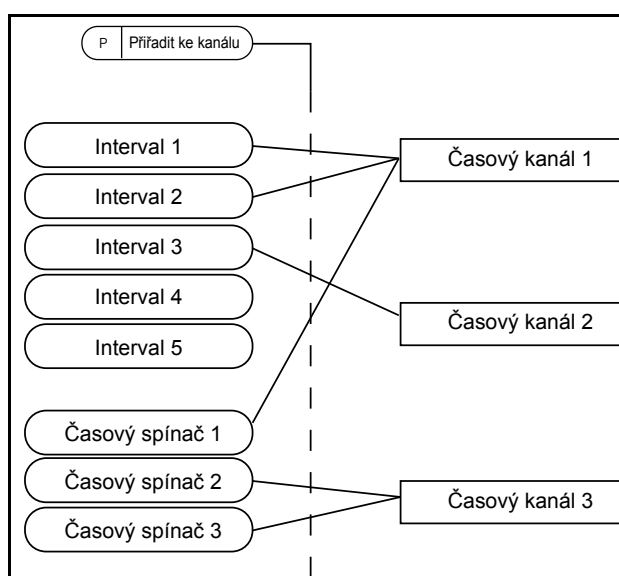 P Přiřadit ke kanálu
Interval 1
Časový kanál 1
Interval 2
Interval 3
Interval 4
Časový kanál 2
Interval 5
Časový spínač 1
Časový spínač 2
Časový kanál 3
Časový spínač 3